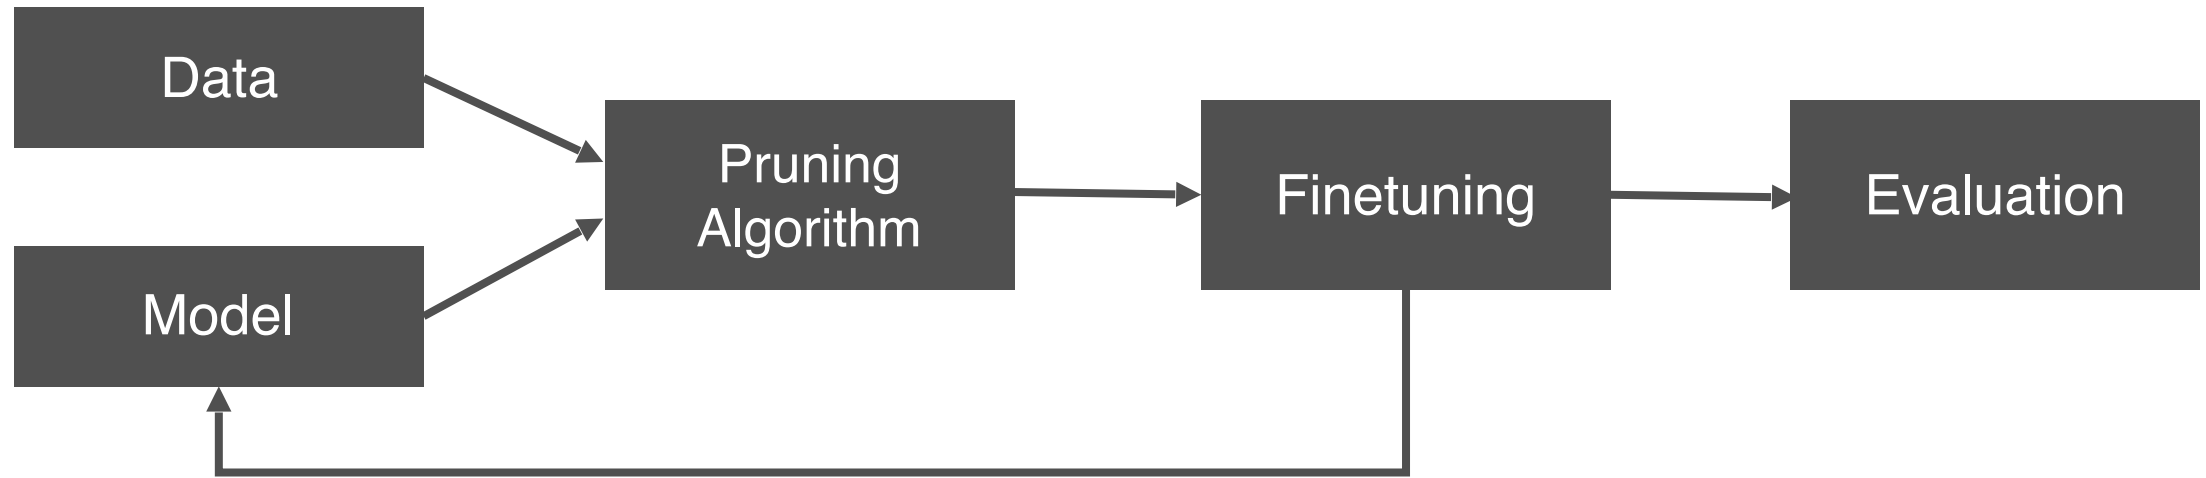 Data
Model
Pruning
Algorithm
Finetuning
Evaluation